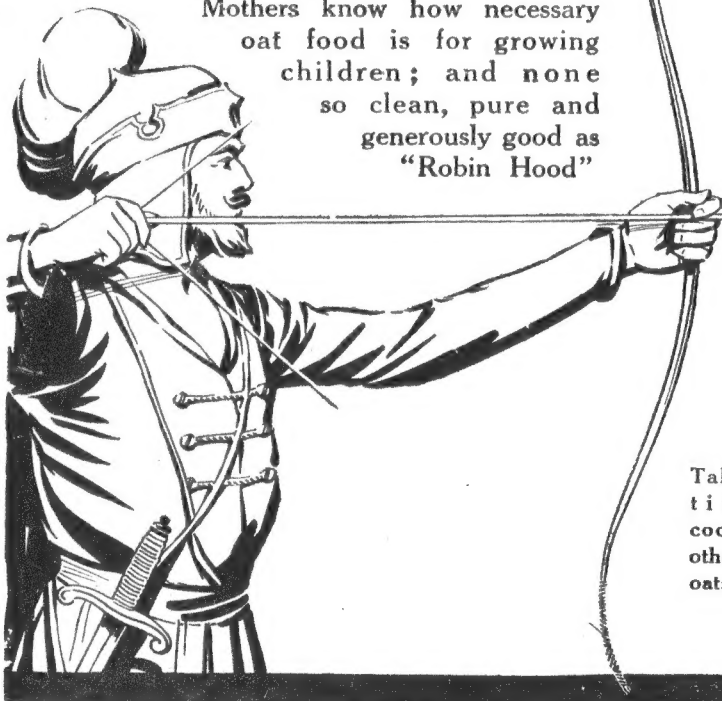 Mothers know how necessary
oat food is for growing
children; and none
so clean, pure and
generously good as
"Robin Hood"